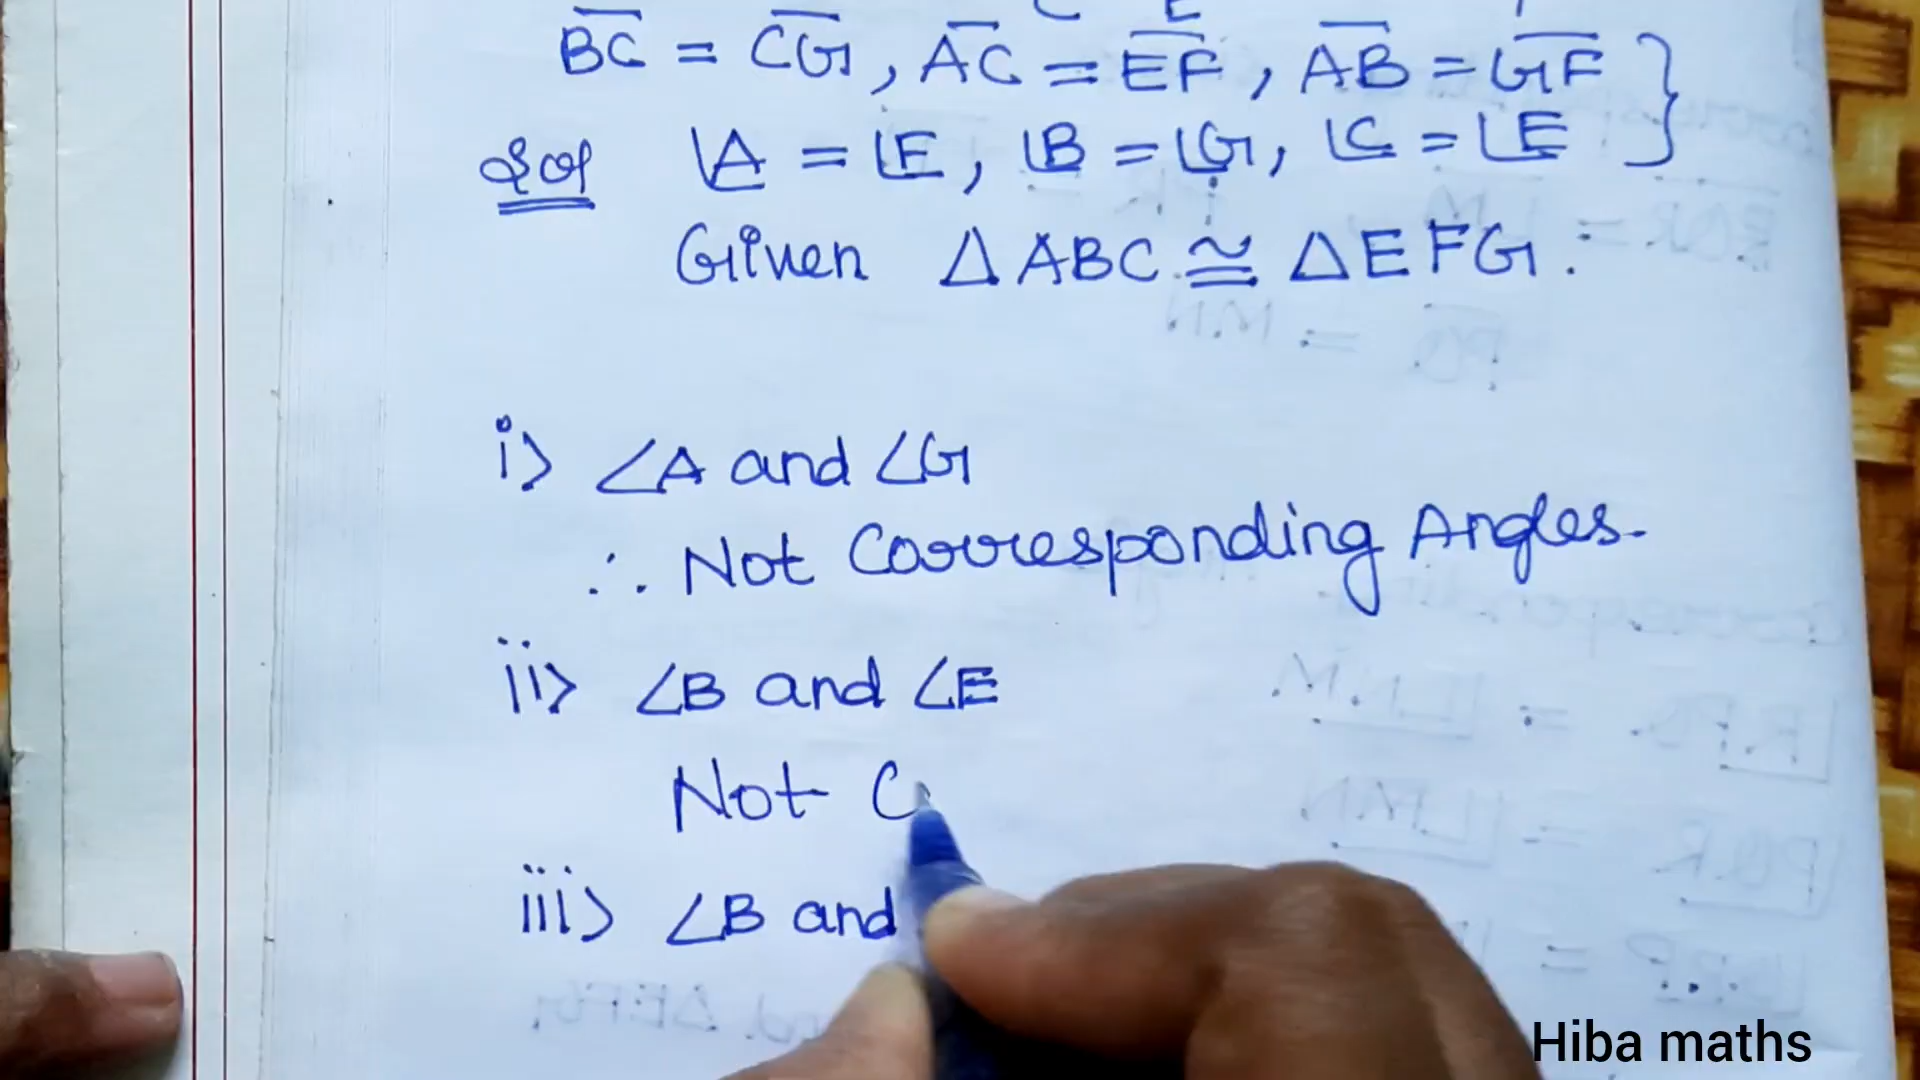 BC = CG, AC = EF, AB = GF
Sol ∠A = ∠F, ∠B = ∠G, ∠C = ∠E
Given △ABC ≅ △EFG.
i> ∠A and ∠G
∴ Not Corresponding Angles.
ii> ∠B and ∠E
Not C
iii> ∠B and
Hiba maths